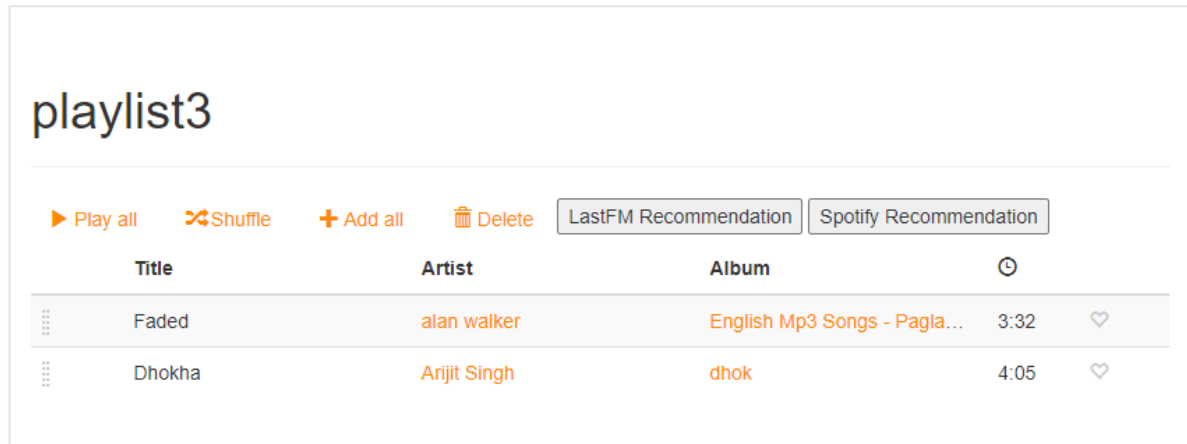 playlist3
Play all Shuffle Add all Delete LastFM Recommendation Spotify Recommendation
Title Artist Album
Faded alan walker English Mp3 Songs - Pagla... 3:32
Dhokha Arijit Singh dhok 4:05